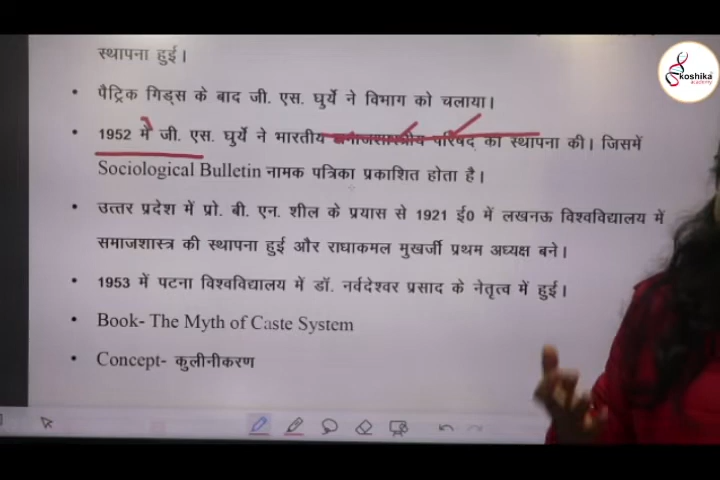 स्थापना हुई।
koshika
academy
• पैट्रिक गिड्स के बाद जी. एस. घुर्ये ने विभाग को चलाया।
• 1952 में जी. एस. घुर्ये ने भारतीय समाजशास्त्रीय परिषद् की स्थापना की। जिसमें
Sociological Bulletin नामक पत्रिका प्रकाशित होता है।
• उत्तर प्रदेश में प्रो. बी. एन. शील के प्रयास से 1921 ई0 में लखनऊ विश्वविद्यालय में
समाजशास्त्र की स्थापना हुई और राधाकमल मुखर्जी प्रथम अध्यक्ष बने।
• 1953 में पटना विश्वविद्यालय में डॉ. नर्वदेश्वर प्रसाद के नेतृत्व में हुई।
• Book- The Myth of Caste System
• Concept- कुलीनीकरण